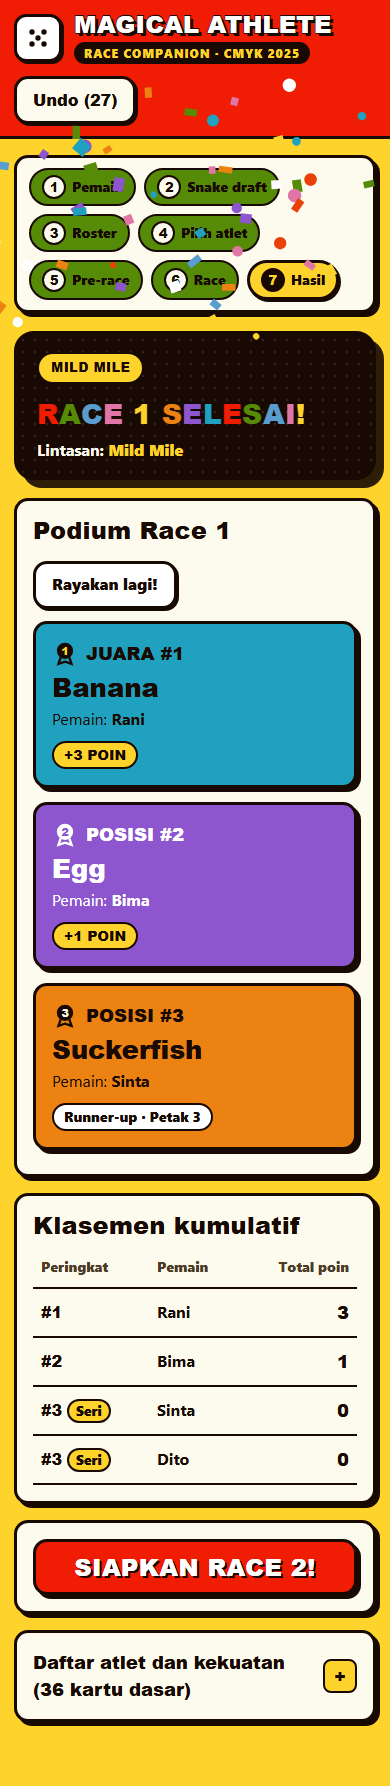 MAGICAL ATHLETE
RACE COMPANION · CMYK 2025
Undo (27)
1 Pemain
2 Snake draft
3 Roster
4 Pilih atlet
5 Pre-race
6 Race
7 Hasil
MILD MILE
RACE 1 SELESAI!
Lintasan: Mild Mile
Podium Race 1
Rayakan lagi!
1 JUARA #1
Banana
Pemain: Rani
+3 POIN
2 POSISI #2
Egg
Pemain: Bima
+1 POIN
3 POSISI #3
Suckerfish
Pemain: Sinta
Runner-up · Petak 3
Klasemen kumulatif
Peringkat Pemain Total poin
#1 Rani 3
#2 Bima 1
#3 Seri Sinta 0
#3 Seri Dito 0
SIAPKAN RACE 2!
Daftar atlet dan kekuatan
(36 kartu dasar)
+